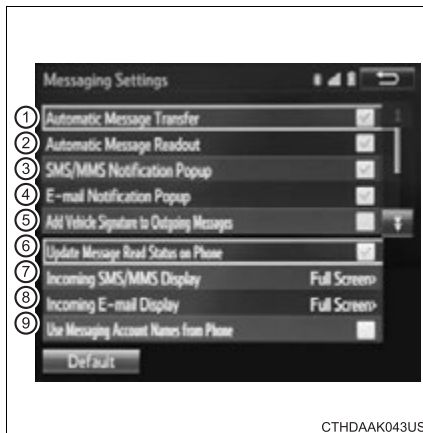 Messaging Settings
1 Automatic Message Transfer
2 Automatic Message Readout
3 SMS/MMS Notification Popup
4 E-mail Notification Popup
5 Add Vehicle Signature to Outgoing Messages
6 Update Message Read Status on Phone
7 Incoming SMS/MMS Display Full Screen>
8 Incoming E-mail Display Full Screen>
9 Use Messaging Account Names from Phone
Default
CTHDAAK043US